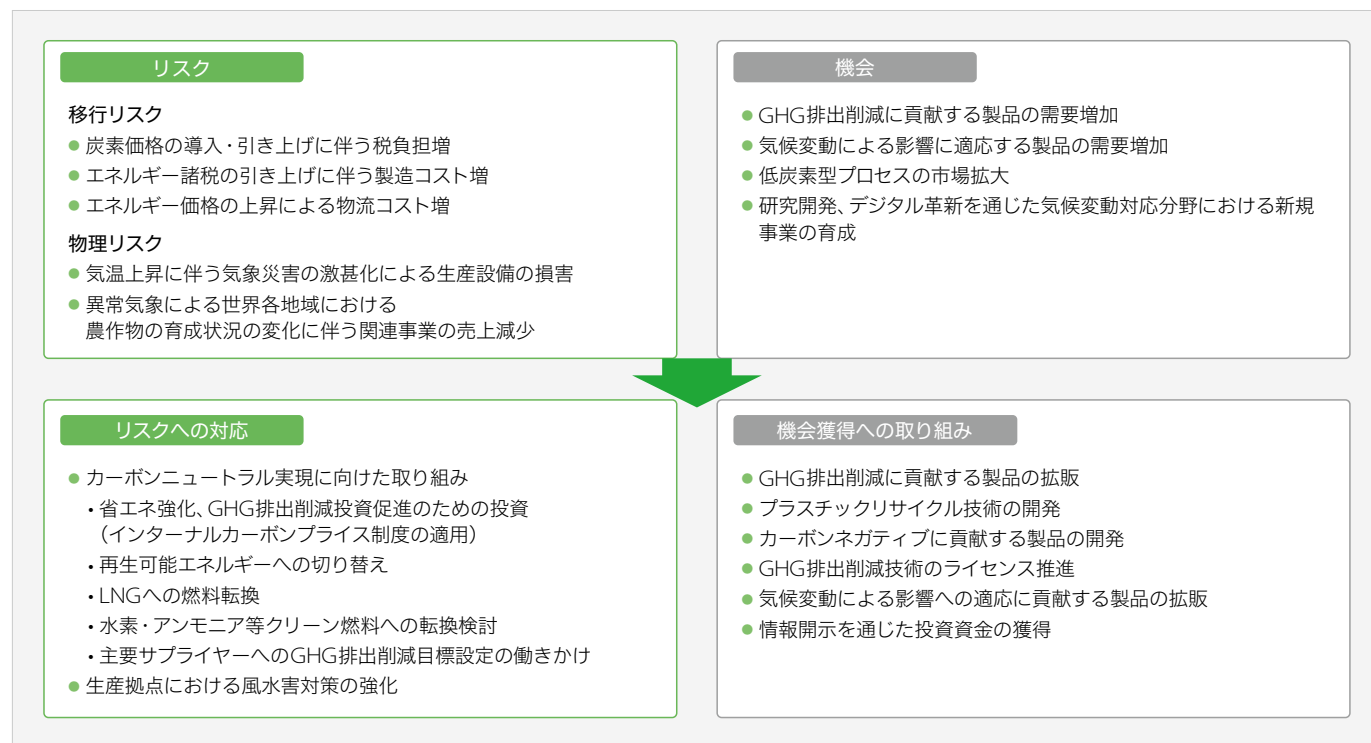 リスク
移行リスク
● 炭素価格の導入・引き上げに伴う税負担増
● エネルギー諸税の引き上げに伴う製造コスト増
● エネルギー価格の上昇による物流コスト増
物理リスク
● 気温上昇に伴う気象災害の激甚化による生産設備の損害
● 異常気象による世界各地域における
農作物の育成状況の変化に伴う関連事業の売上減少
機会
● GHG排出削減に貢献する製品の需要増加
● 気候変動による影響に適応する製品の需要増加
● 低炭素型プロセスの市場拡大
● 研究開発、デジタル革新を通じた気候変動対応分野における新規
事業の育成
リスクへの対応
● カーボンニュートラル実現に向けた取り組み
・省エネ強化、GHG排出削減投資促進のための投資
（インターナルカーボンプライス制度の適用）
・再生可能エネルギーへの切り替え
・LNGへの燃料転換
・水素・アンモニア等クリーン燃料への転換検討
・主要サプライヤーへのGHG排出削減目標設定の働きかけ
● 生産拠点における風水害対策の強化
機会獲得への取り組み
● GHG排出削減に貢献する製品の拡販
● プラスチックリサイクル技術の開発
● カーボンネガティブに貢献する製品の開発
● GHG排出削減技術のライセンス推進
● 気候変動による影響への適応に貢献する製品の拡販
● 情報開示を通じた投資資金の獲得